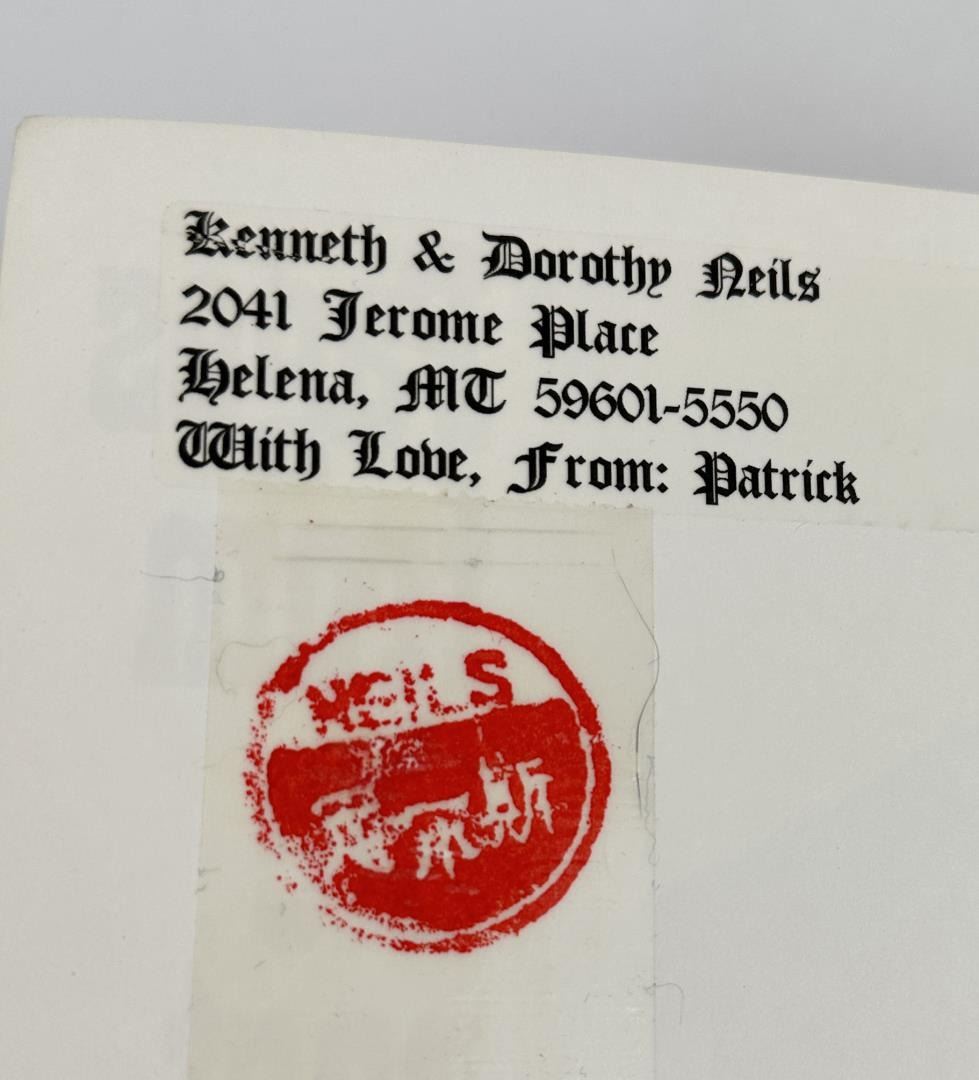 Kenneth & Dorothy Neils
2041 Jerome Place
Helena, MT 59601-5550
With Love, From: Patrick
NEILS